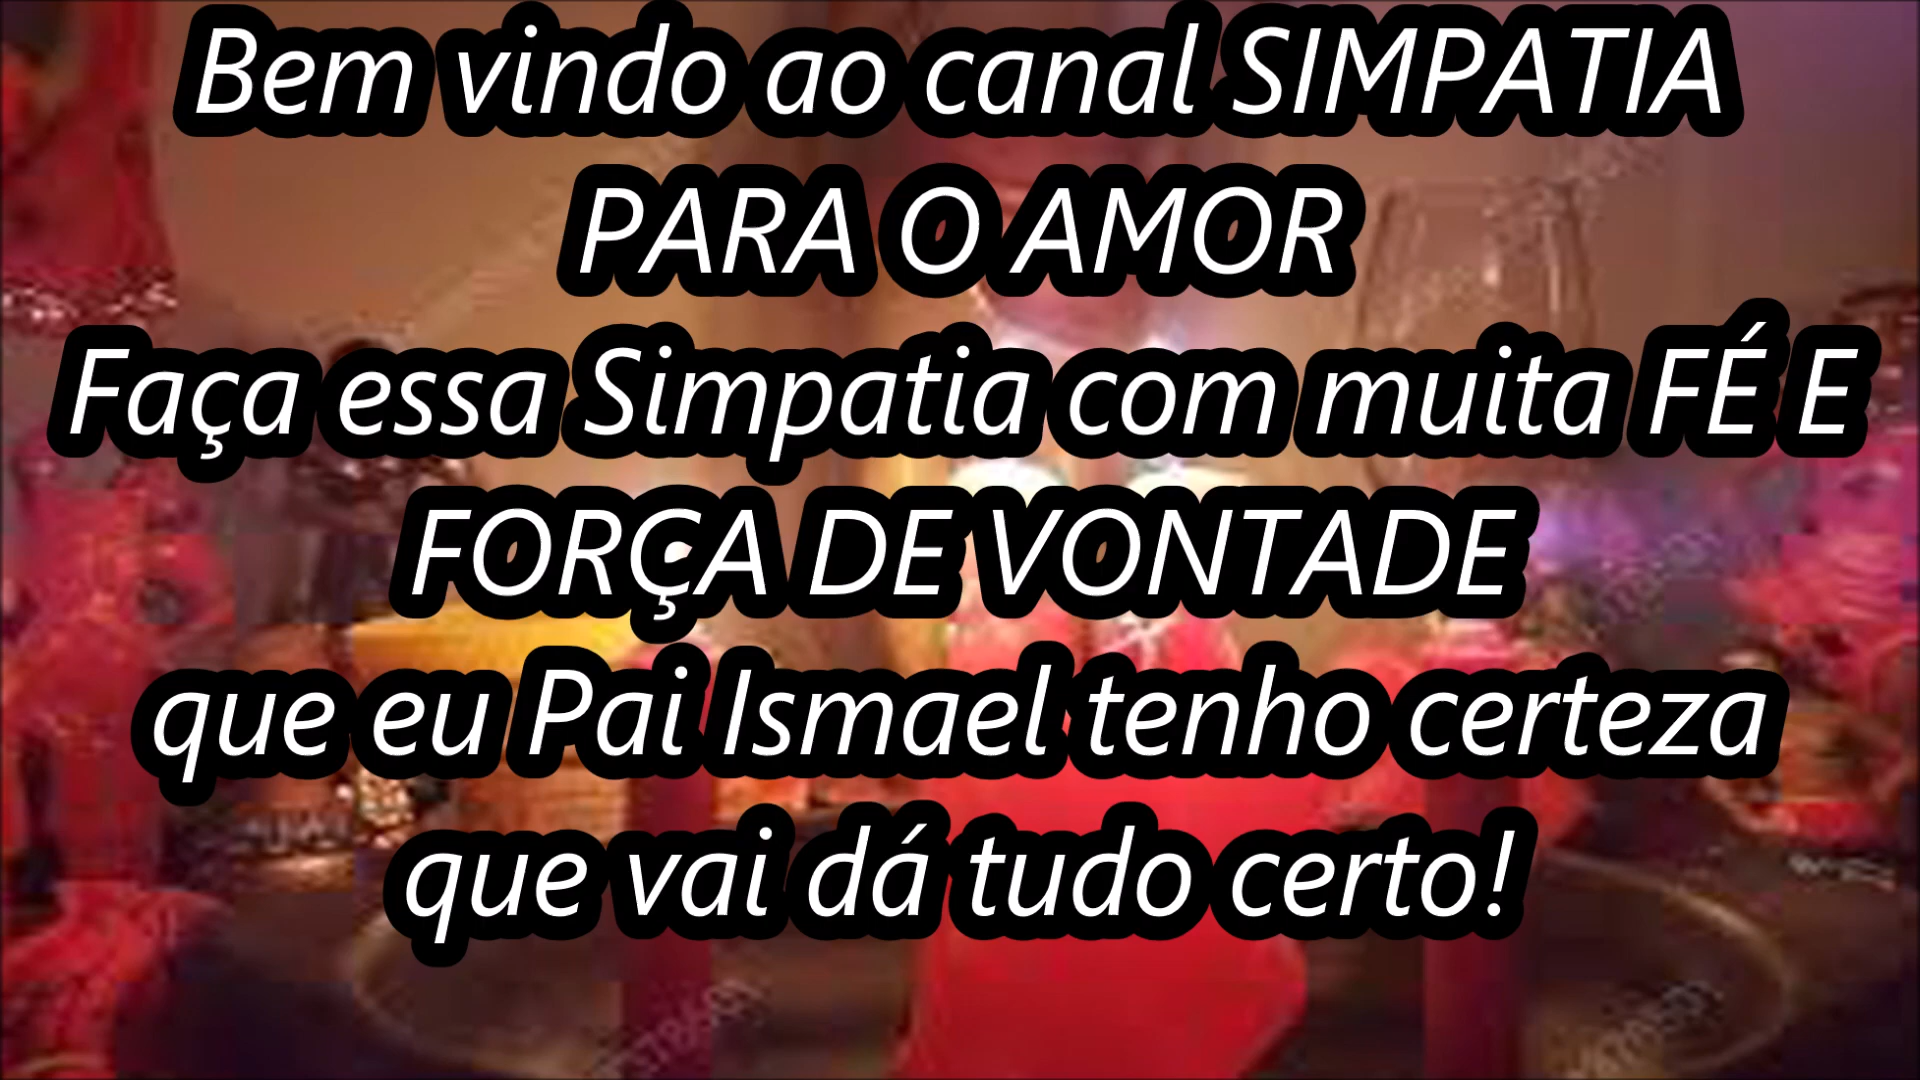 Bem vindo ao canal SIMPATIA
PARA O AMOR
Faça essa Simpatia com muita FÉ E
FORÇA DE VONTADE
que eu Pai Ismael tenho certeza
que vai dá tudo certo!